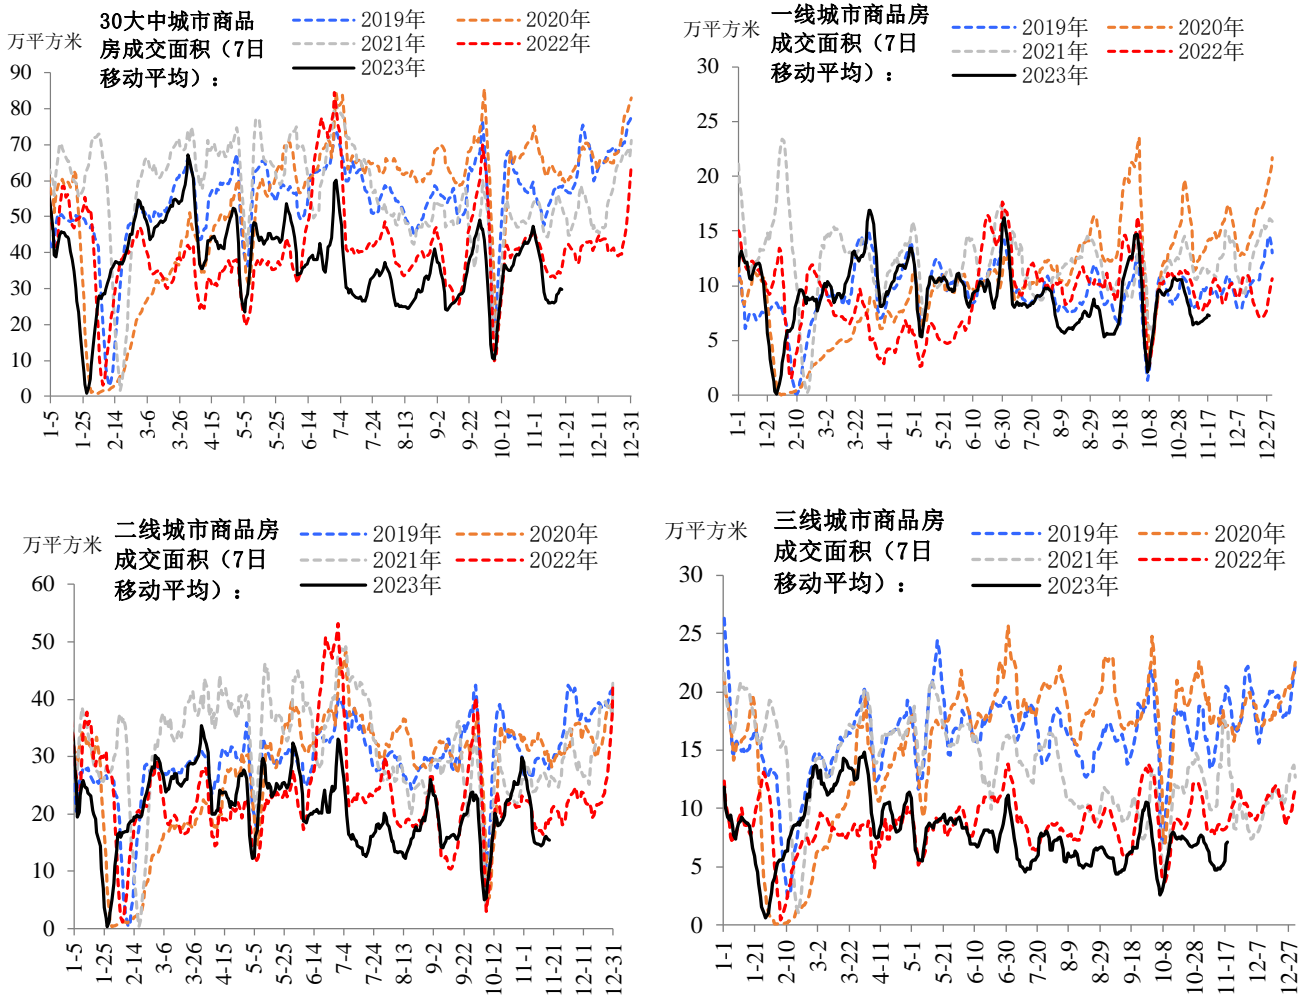 30大中城市商品
房成交面积（7日
移动平均）：
万平方米
2019年
2020年
2021年
2022年
2023年
90
80
70
60
50
40
30
20
10
0
1-5
1-25
2-14
3-6
3-26
4-15
5-5
5-25
6-14
7-4
7-24
8-13
9-2
9-22
10-12
11-1
11-21
12-11
12-31
一线城市商品房
成交面积（7日
移动平均）：
万平方米
2019年
2020年
2021年
2022年
2023年
30
25
20
15
10
5
0
1-1
1-21
2-10
3-2
3-22
4-11
5-1
5-21
6-10
6-30
7-20
8-9
8-29
9-18
10-8
10-28
11-17
12-7
12-27
二线城市商品房
成交面积（7日
移动平均）：
万平方米
2019年
2020年
2021年
2022年
2023年
60
50
40
30
20
10
0
1-5
1-25
2-14
3-6
3-26
4-15
5-5
5-25
6-14
7-4
7-24
8-13
9-2
9-22
10-12
11-1
11-21
12-11
12-31
三线城市商品房
成交面积（7日
移动平均）：
万平方米
2019年
2020年
2021年
2022年
2023年
30
25
20
15
10
5
0
1-1
1-21
2-10
3-2
3-22
4-11
5-1
5-21
6-10
6-30
7-20
8-9
8-29
9-18
10-8
10-28
11-17
12-7
12-27